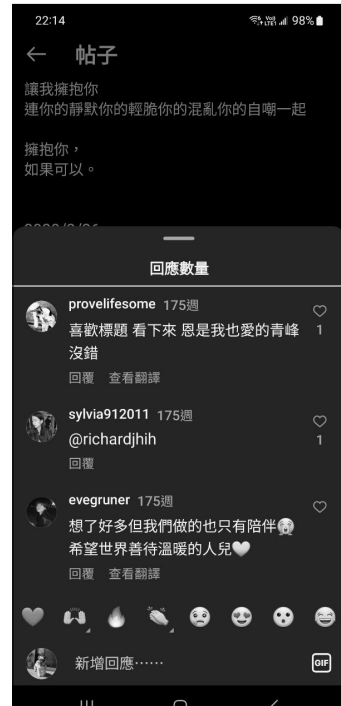 22:14
98%
帖子
讓我擁抱你
連你的靜默你的輕脆你的混亂你的自嘲一起
擁抱你，
如果可以。
回應數量
provelifesome 175週
喜歡標題 看下來 恩是我也愛的青峰
沒錯
1
回覆 查看翻譯
sylvia912011 175週
@richardjhih
1
回覆
evegruner 175週
想了好多但我們做的也只有陪伴😭
希望世界善待溫暖的人兒🤍
回覆 查看翻譯
新增回應……
GIF